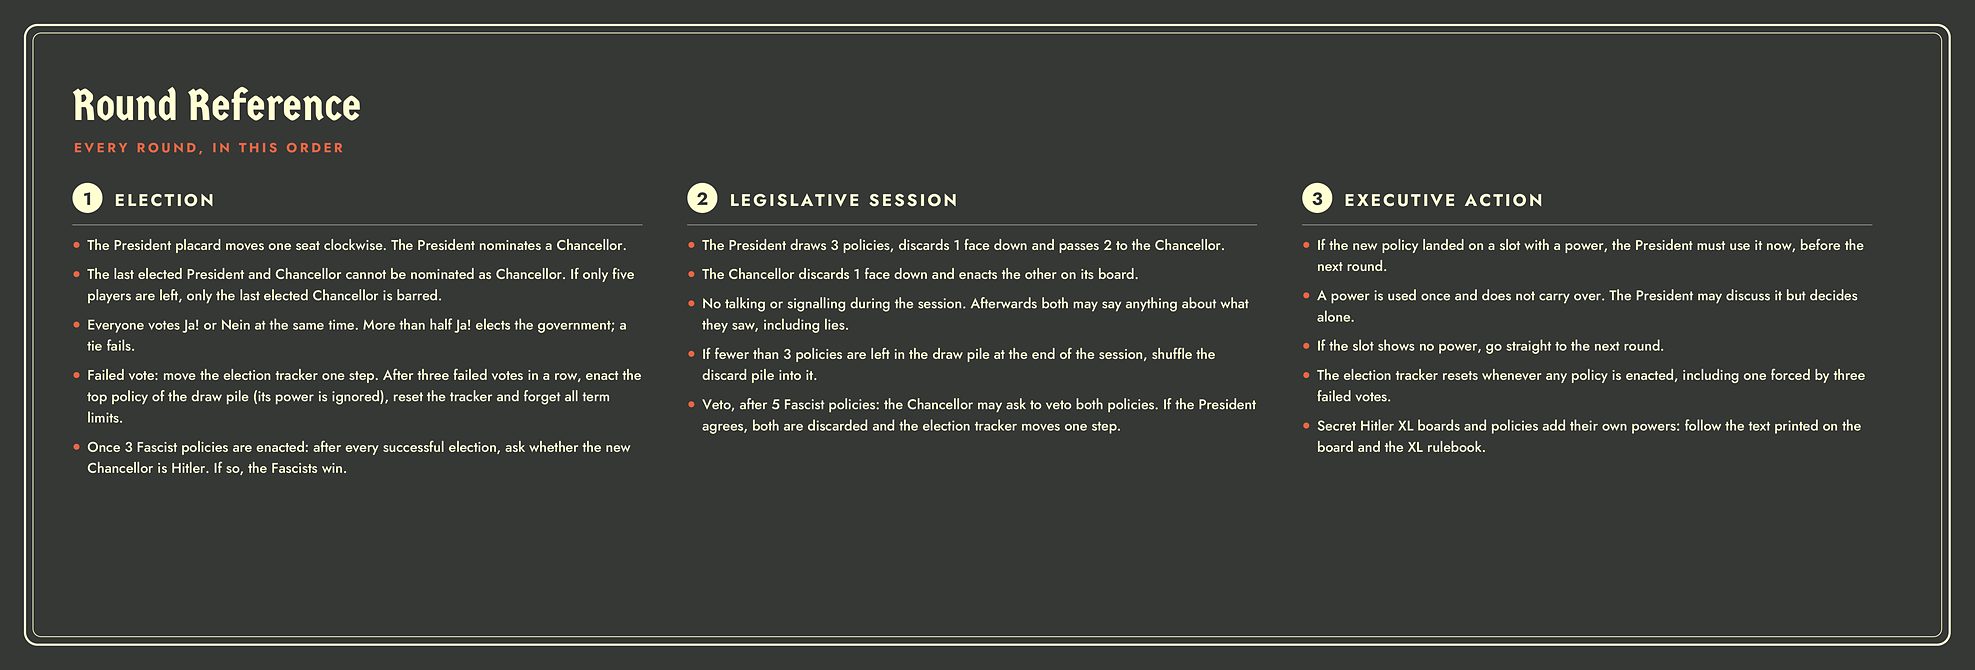 Round Reference
EVERY ROUND, IN THIS ORDER
1 ELECTION
• The President placard moves one seat clockwise. The President nominates a Chancellor.
• The last elected President and Chancellor cannot be nominated as Chancellor. If only five
players are left, only the last elected Chancellor is barred.
• Everyone votes Ja! or Nein at the same time. More than half Ja! elects the government; a
tie fails.
• Failed vote: move the election tracker one step. After three failed votes in a row, enact the
top policy of the draw pile (its power is ignored), reset the tracker and forget all term
limits.
• Once 3 Fascist policies are enacted: after every successful election, ask whether the new
Chancellor is Hitler. If so, the Fascists win.
2 LEGISLATIVE SESSION
• The President draws 3 policies, discards 1 face down and passes 2 to the Chancellor.
• The Chancellor discards 1 face down and enacts the other on its board.
• No talking or signalling during the session. Afterwards both may say anything about what
they saw, including lies.
• If fewer than 3 policies are left in the draw pile at the end of the session, shuffle the
discard pile into it.
• Veto, after 5 Fascist policies: the Chancellor may ask to veto both policies. If the President
agrees, both are discarded and the election tracker moves one step.
3 EXECUTIVE ACTION
• If the new policy landed on a slot with a power, the President must use it now, before the
next round.
• A power is used once and does not carry over. The President may discuss it but decides
alone.
• If the slot shows no power, go straight to the next round.
• The election tracker resets whenever any policy is enacted, including one forced by three
failed votes.
• Secret Hitler XL boards and policies add their own powers: follow the text printed on the
board and the XL rulebook.